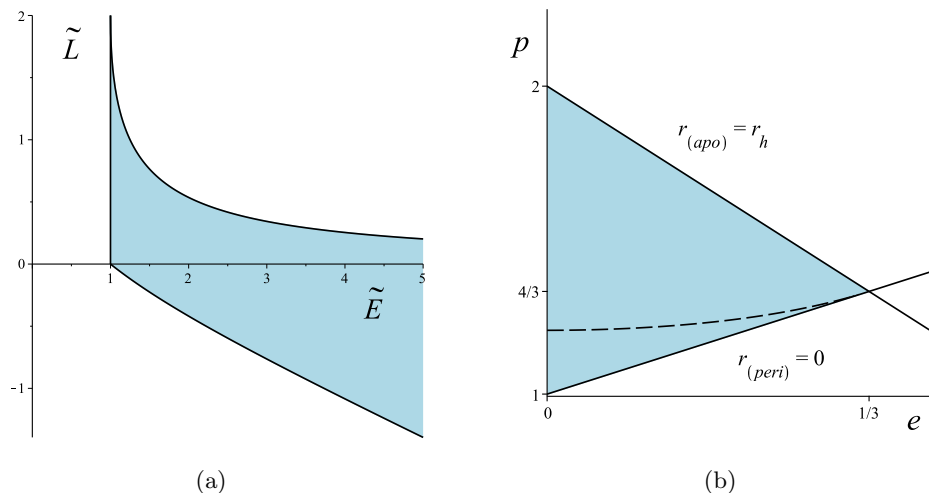 2
L̃
1
0
1
2
3
4
5
Ẽ
−1
(a)
p
2
r(apo) = rh
4/3
r(peri) = 0
1
0
1/3
e
(b)